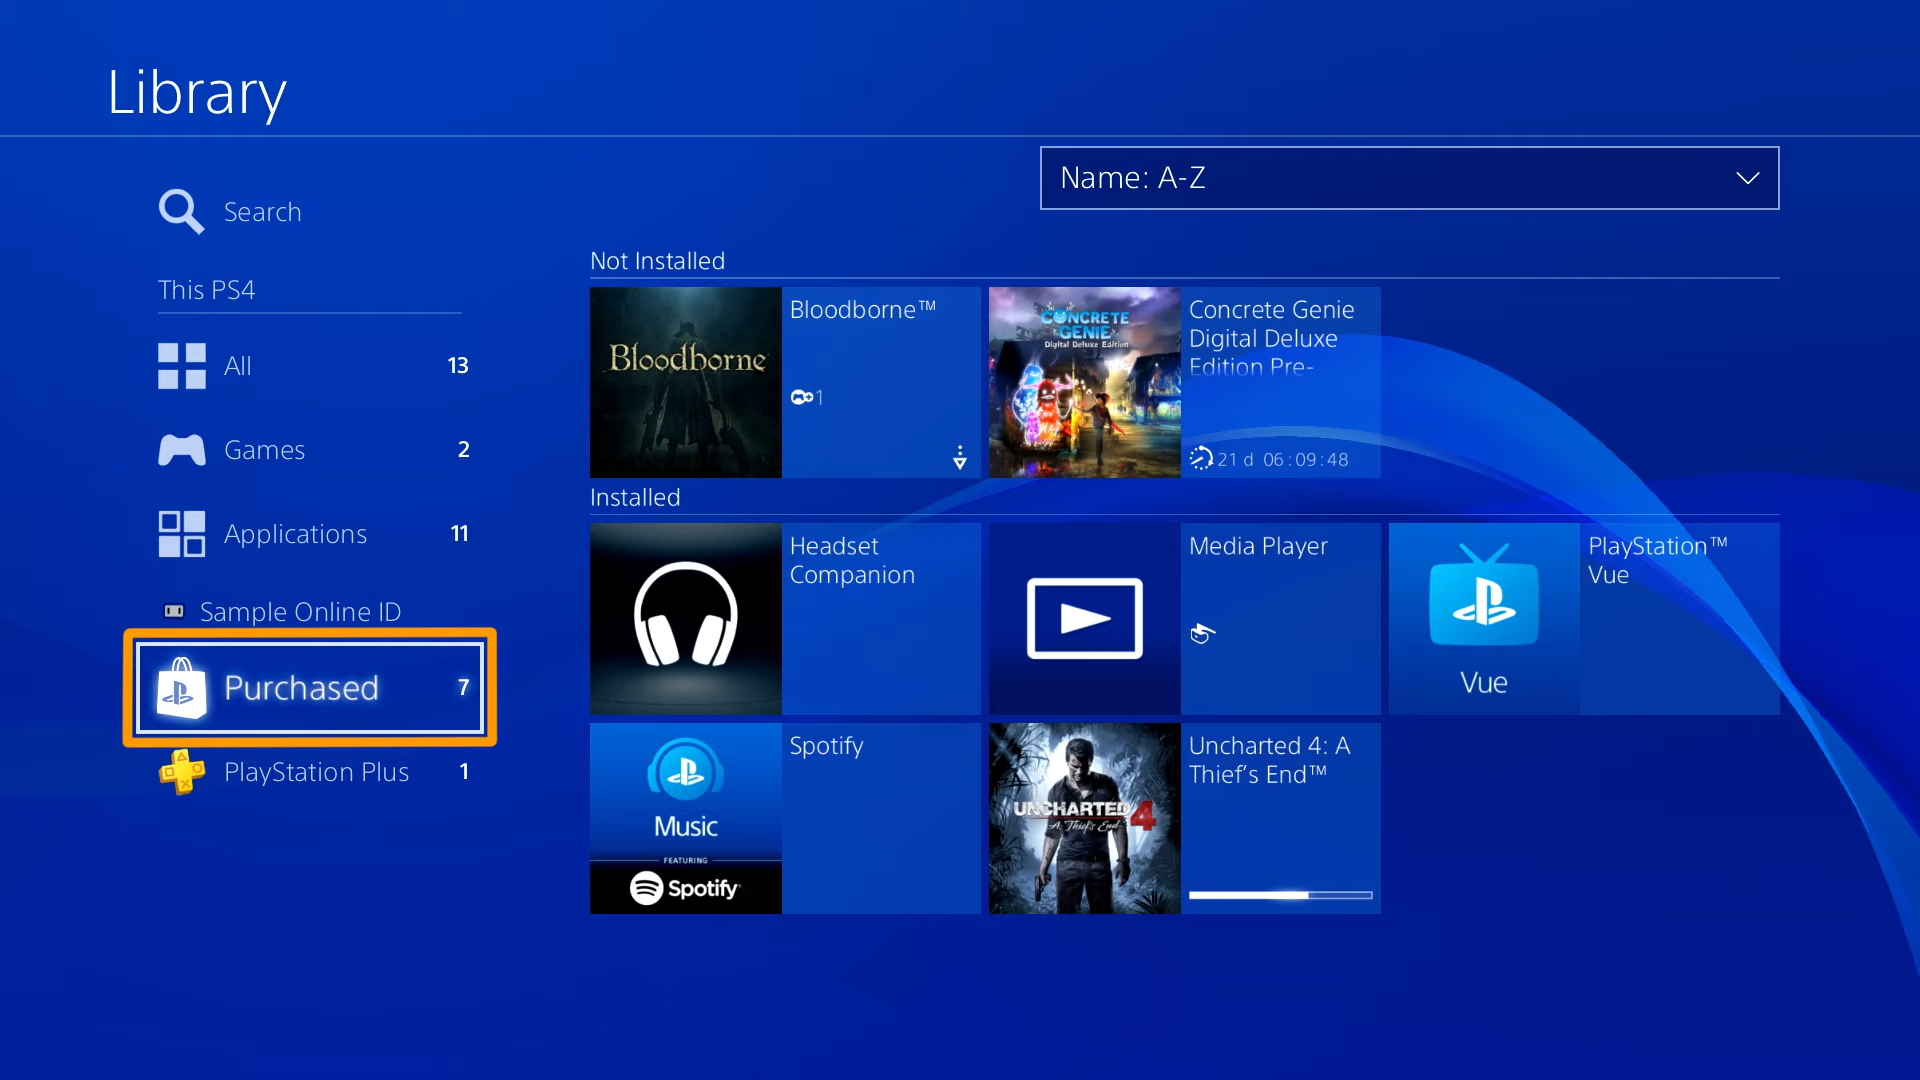 Library
Search
Name: A-Z
This PS4
All 13
Games 2
Applications 11
Sample Online ID
Purchased 7
PlayStation Plus 1
Not Installed
Bloodborne
Bloodborne™
1
CONCRETE
GENIE
Digital Deluxe Edition
Concrete Genie
Digital Deluxe
Edition Pre-
21 d 06:09:48
Installed
Headset
Companion
Media Player
Vue
PlayStation™
Vue
Music
FEATURING
Spotify
Spotify
UNCHARTED 4
A Thief's End
Uncharted 4: A
Thief’s End™